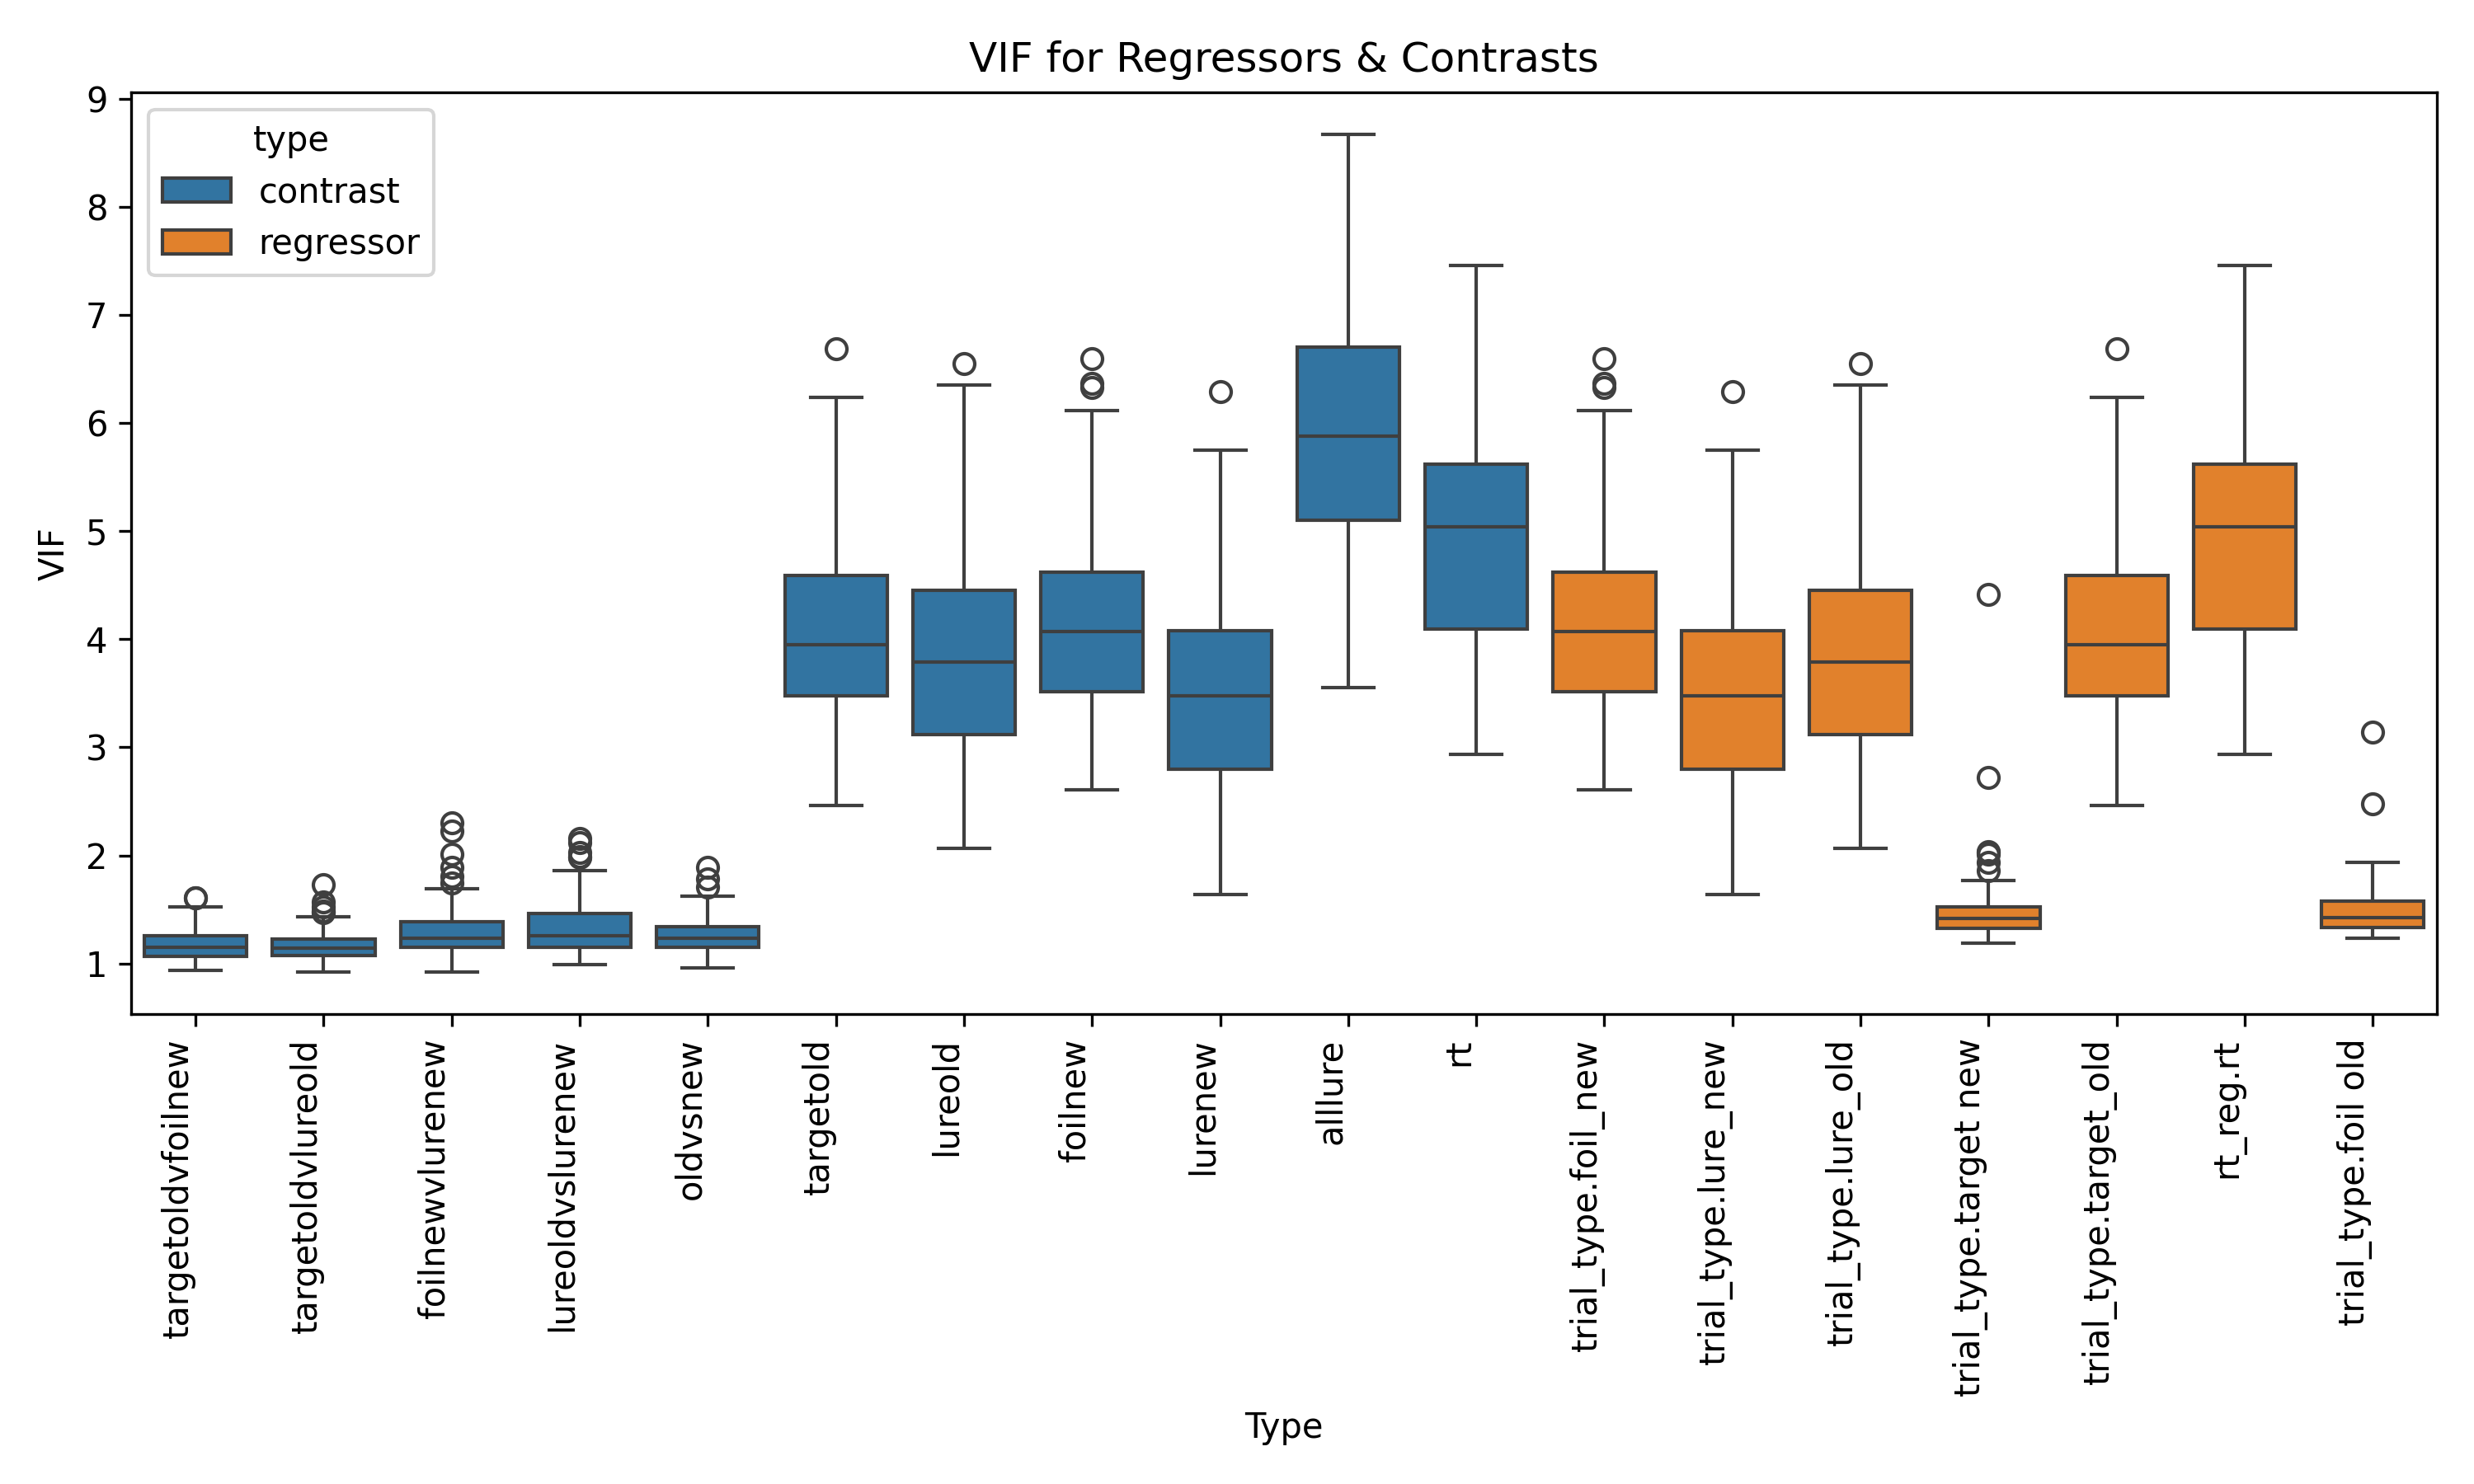 VIF for Regressors & Contrasts
type
contrast
regressor
VIF
9
8
7
6
5
4
3
2
1
targetoldvfoilnew
targetoldvlureold
foilnewvlurenew
lureoldvslurenew
oldvsnew
targetold
lureold
foilnew
lurenew
alllure
rt
trial_type.foil_new
trial_type.lure_new
trial_type.lure_old
trial_type.target new
trial_type.target_old
rt_reg.rt
trial_type.foil old
Type